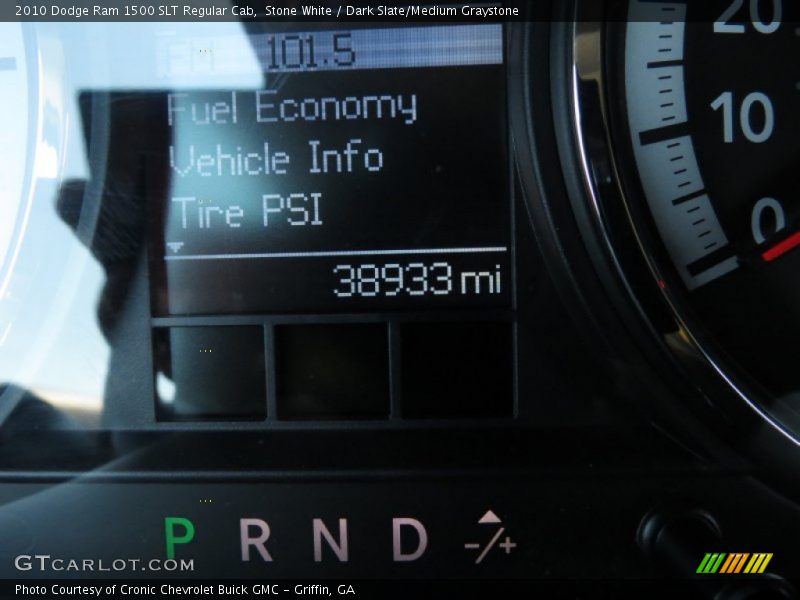 2010 Dodge Ram 1500 SLT Regular Cab, Stone White / Dark Slate/Medium Graystone
FM 101.5
20
Fuel Economy
10
Vehicle Info
Tire PSI
0
38933 mi
P R N D -/+
GTCARLOT.COM
Photo Courtesy of Cronic Chevrolet Buick GMC - Griffin, GA